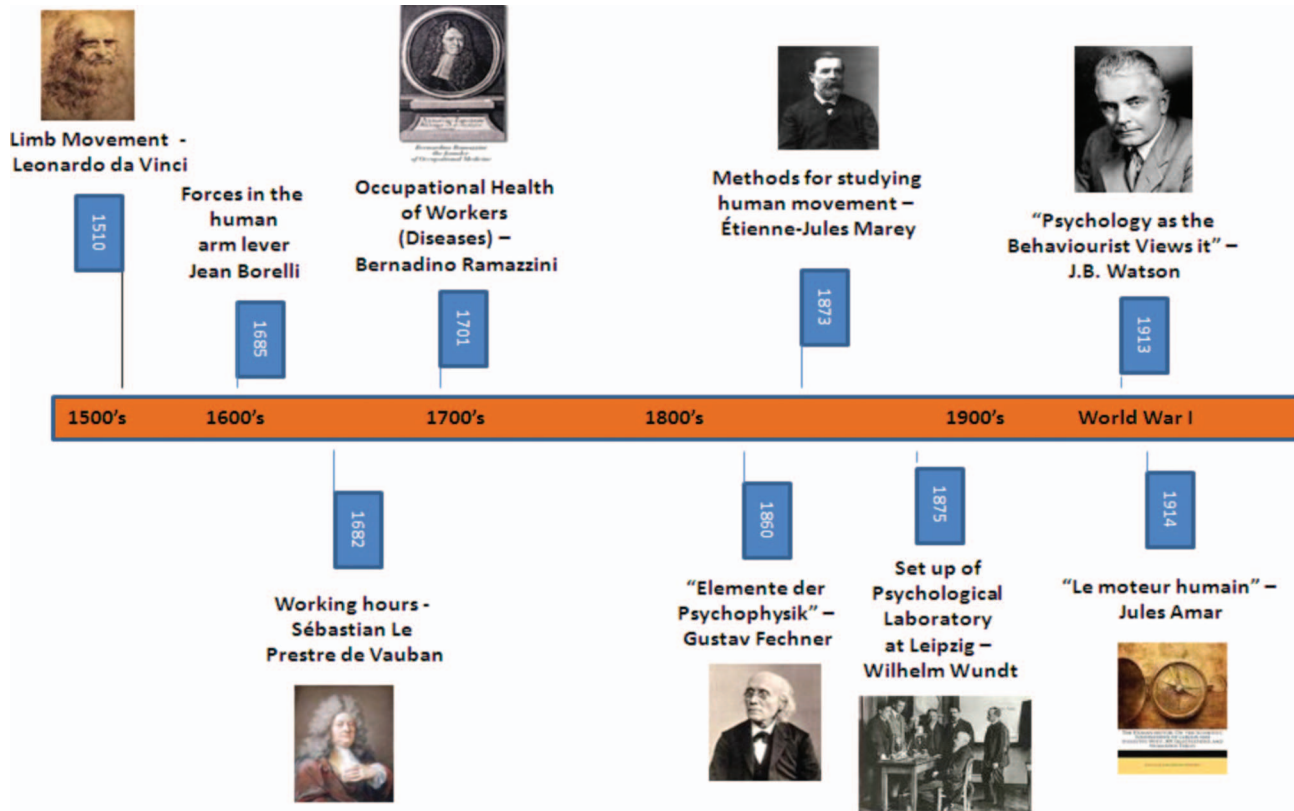 Limb Movement -
Leonardo da Vinci
1510
Forces in the
human
arm lever
Jean Borelli
1685
Occupational Health
of Workers
(Diseases) –
Bernadino Ramazzini
1701
Methods for studying
human movement –
Étienne-Jules Marey
1873
“Psychology as the
Behaviourist Views it” –
J.B. Watson
1913
1500’s
1600’s
1700’s
1800’s
1900’s
World War I
1682
Working hours -
Sébastian Le
Prestre de Vauban
1860
“Elemente der
Psychophysik” –
Gustav Fechner
1875
Set up of
Psychological
Laboratory
at Leipzig –
Wilhelm Wundt
1914
“Le moteur humain” –
Jules Amar